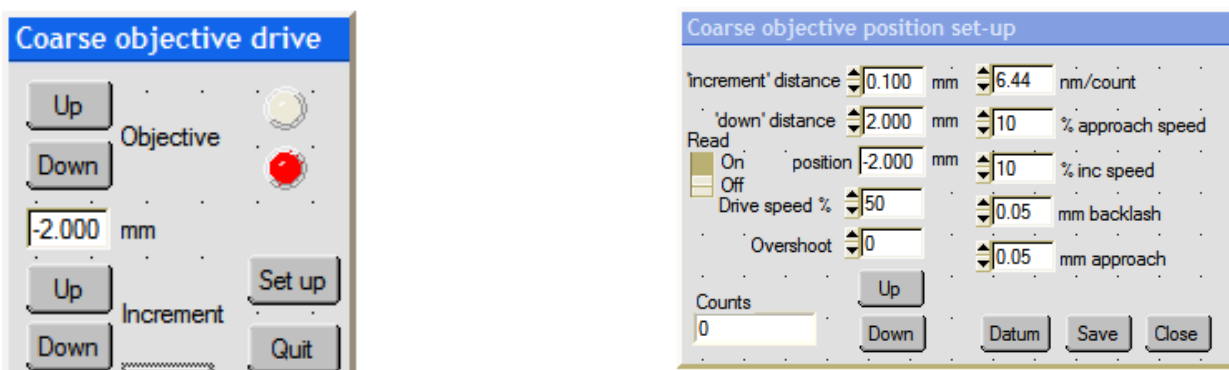 Coarse objective drive
Up
Objective
Down
-2.000 mm
Up
Increment
Down
Set up
Quit
Coarse objective position set-up
'increment' distance 0.100 mm 6.44 nm/count
'down' distance 2.000 mm 10 % approach speed
Read
On
Off
position -2.000 mm 10 % inc speed
Drive speed % 50 0.05 mm backlash
Overshoot 0 0.05 mm approach
Up
Counts
0
Down Datum Save Close